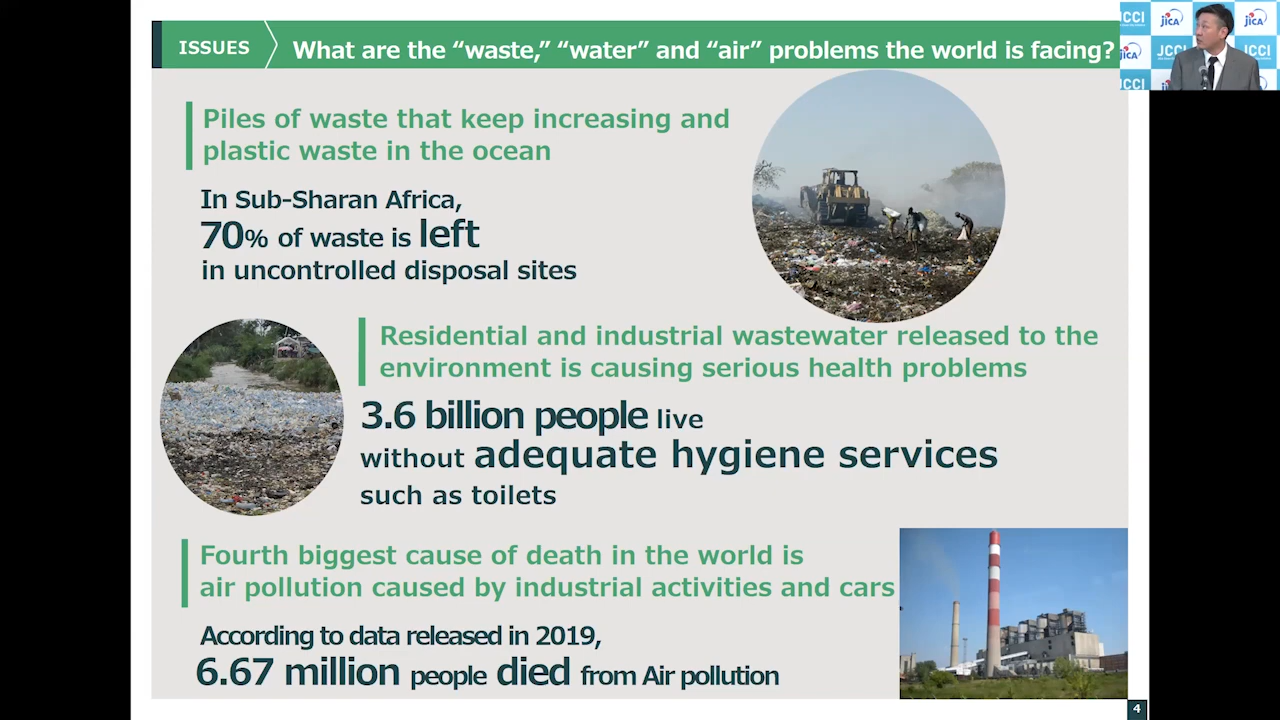 ISSUES
What are the “waste,” “water” and “air” problems the world is facing?
JCCI
JICA
JICA
JICA
JCCI
JCCI
JCCI
Piles of waste that keep increasing and
plastic waste in the ocean
In Sub-Sharan Africa,
70% of waste is left
in uncontrolled disposal sites
Residential and industrial wastewater released to the
environment is causing serious health problems
3.6 billion people live
without adequate hygiene services
such as toilets
Fourth biggest cause of death in the world is
air pollution caused by industrial activities and cars
According to data released in 2019,
6.67 million people died from Air pollution
4